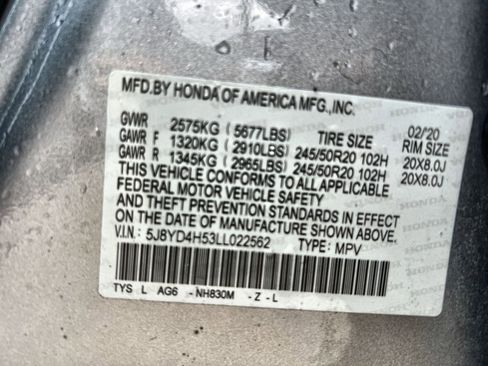 MFD.BY HONDA OF AMERICA MFG.,INC.
02/20
GVWR 2575KG (5677LBS) TIRE SIZE RIM SIZE
GAWR F 1320KG (2910LBS) 245/50R20 102H 20X8.0J
GAWR R 1345KG (2965LBS) 245/50R20 102H 20X8.0J
THIS VEHICLE CONFORMS TO ALL APPLICABLE
FEDERAL MOTOR VEHICLE SAFETY
AND THEFT PREVENTION STANDARDS IN EFFECT
ON THE DATE OF MANUFACTURE SHOWN ABOVE.
V.I.N.: 5J8YD4H53LL022562 TYPE: MPV
TYS L AG6 -NH830M -Z-L